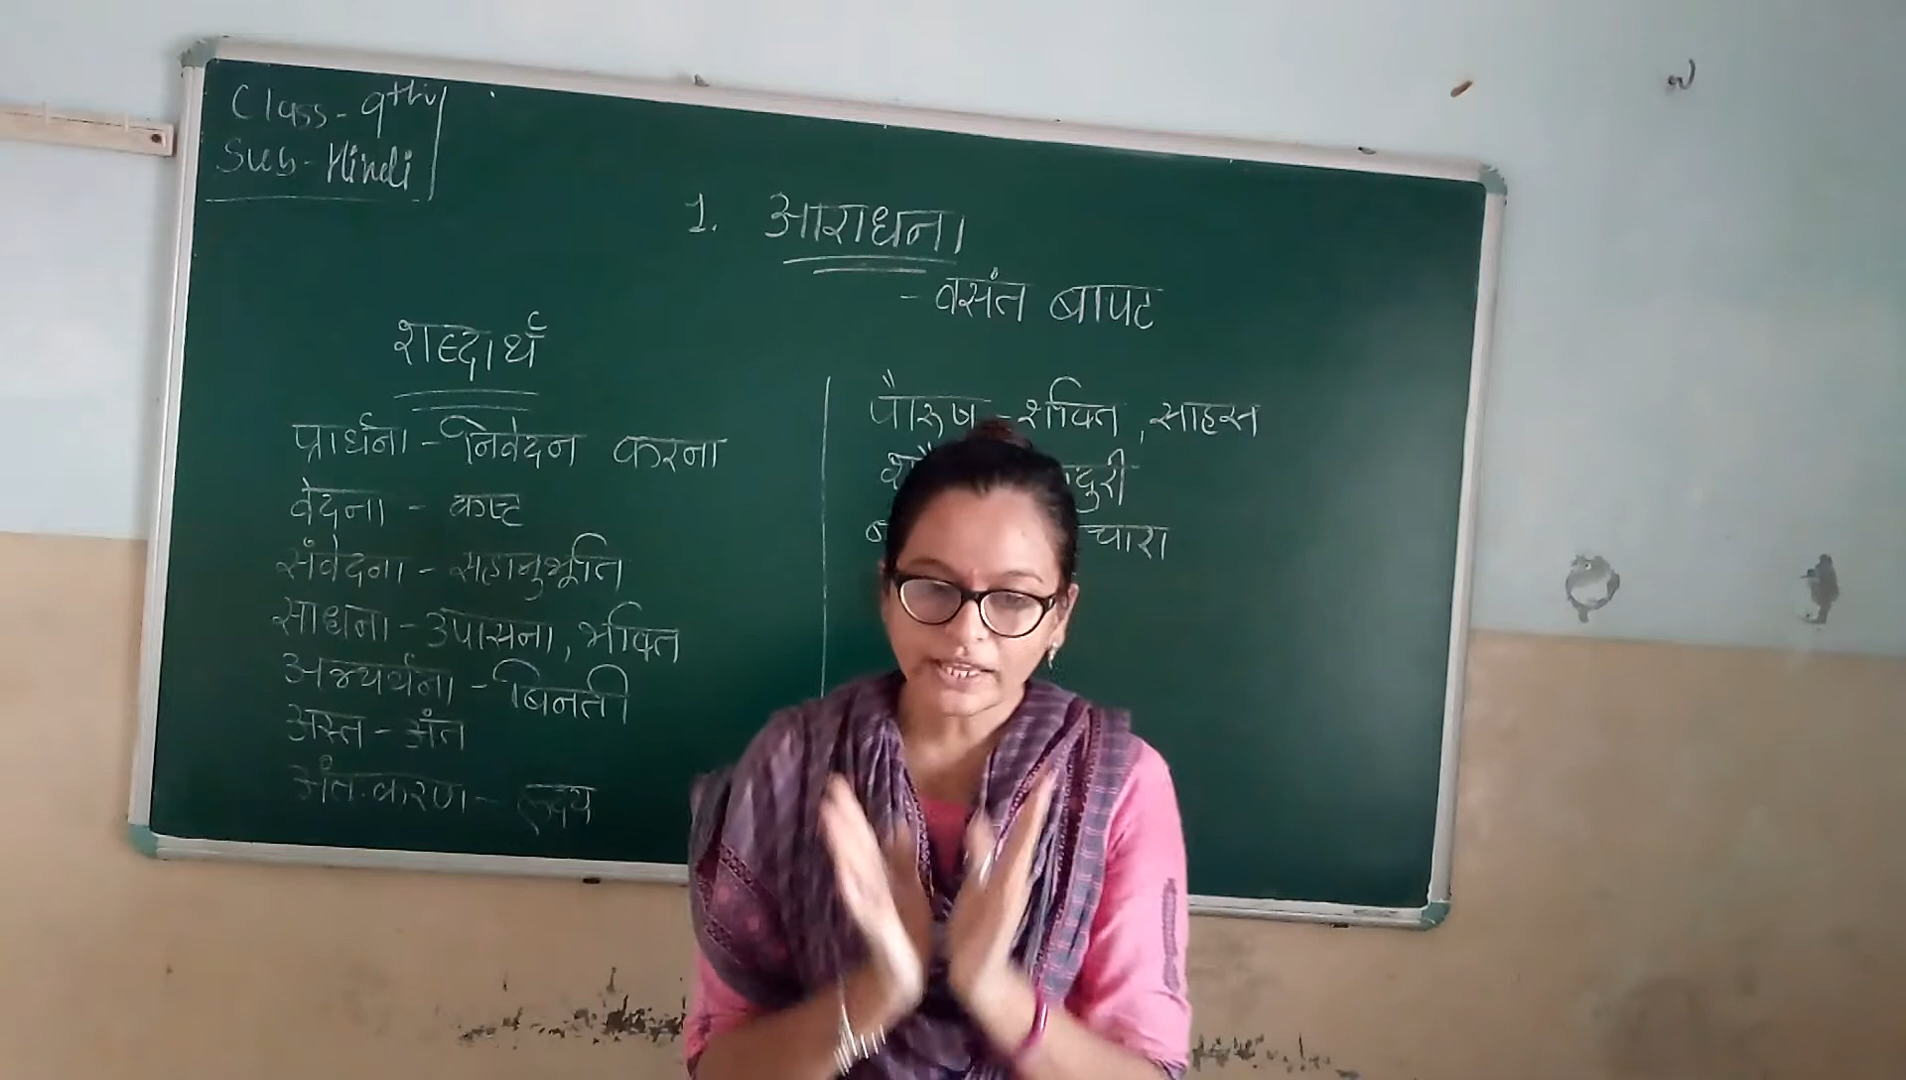 Class - 9th
Sub - Hindi
1. आराधना
- वसंत बापट
शब्दार्थ
प्रार्थना - निवेदन करना
वेदना - कष्ट
संवेदना - सहानुभूति
साधना - उपासना, भक्ति
अभ्यर्थना - बिनती
अस्त - अंत
अंतःकरण - हृदय
पौरुष - शक्ति, साहस